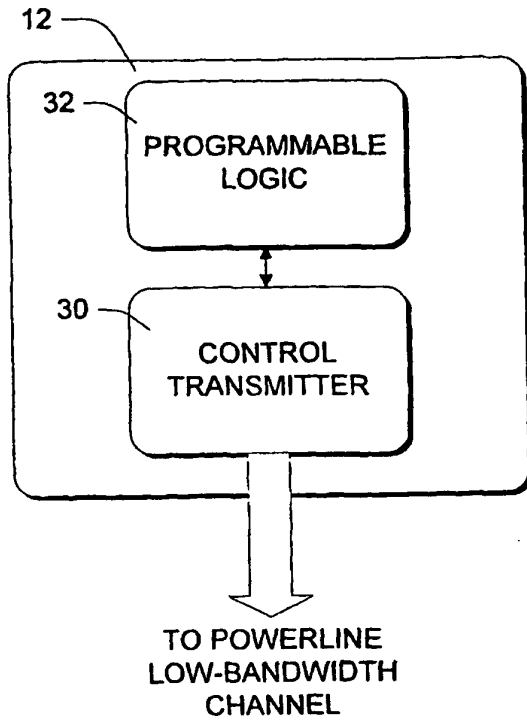 12
32
PROGRAMMABLE
LOGIC
30
CONTROL
TRANSMITTER
TO POWERLINE
LOW-BANDWIDTH
CHANNEL